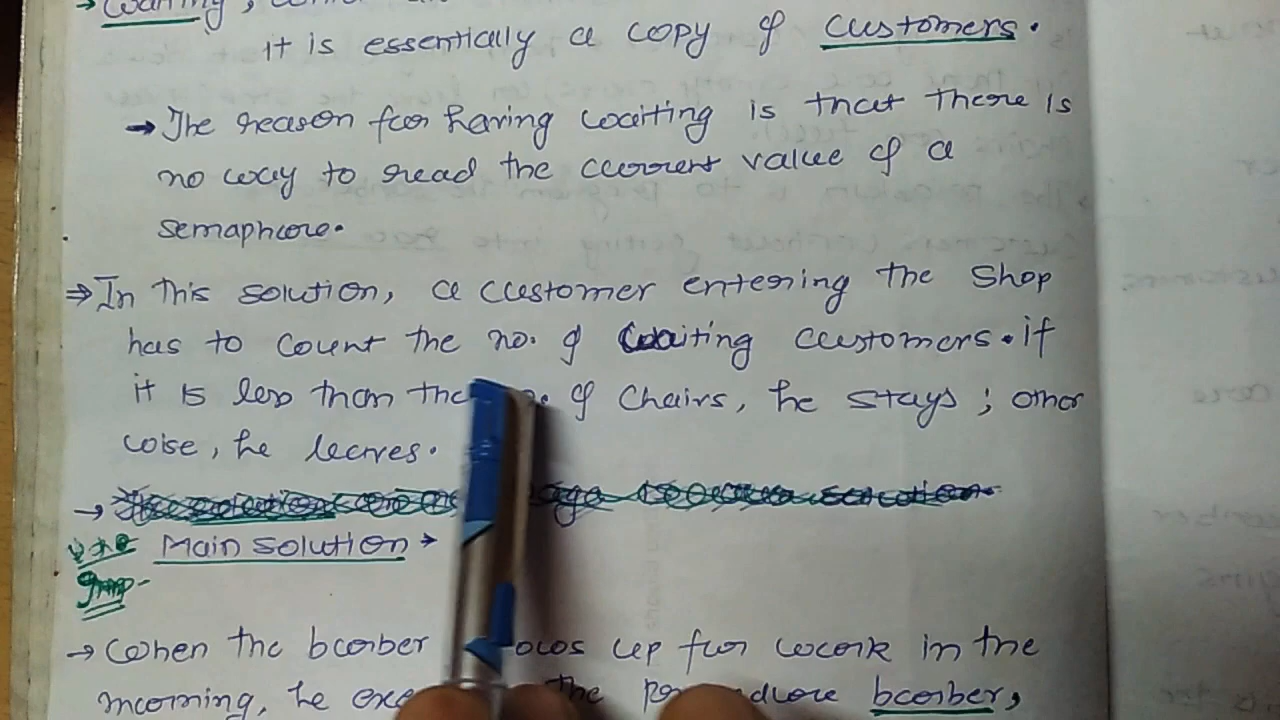 → Waiting,
it is essentially a copy of customers.
→ The reason for having waiting is that there is
no way to read the current value of a
semaphore.
⇒ In this solution, a customer entering the shop
has to count the no. of waiting customers. if
it is less than the of chairs, he stays; other
wise, he leaves.
→
Main solution →
Imp-
→ When the barber up for work in the
morning, he the barber,